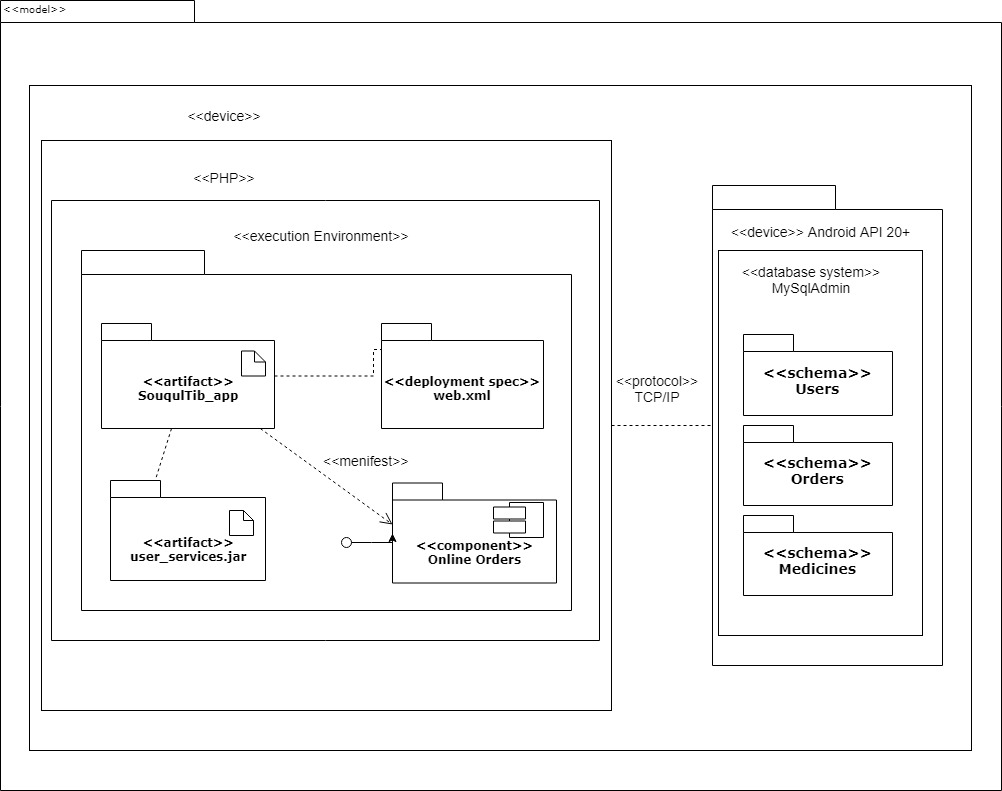 <<model>>
<<device>>
<<PHP>>
<<execution Environment>>
<<artifact>>
SouqulTib_app
<<deployment spec>>
web.xml
<<menifest>>
<<artifact>>
user_services.jar
<<component>>
Online Orders
<<protocol>>
TCP/IP
<<device>> Android API 20+
<<database system>>
MySqlAdmin
<<schema>>
Users
<<schema>>
Orders
<<schema>>
Medicines